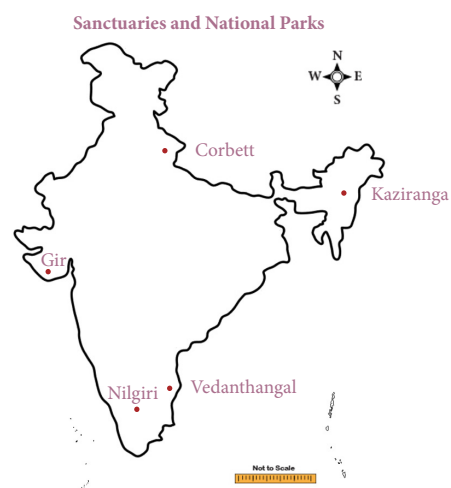 Sanctuaries and National Parks
N
W E
S
Corbett
Kaziranga
Gir
Nilgiri
Vedanthangal
Not to Scale